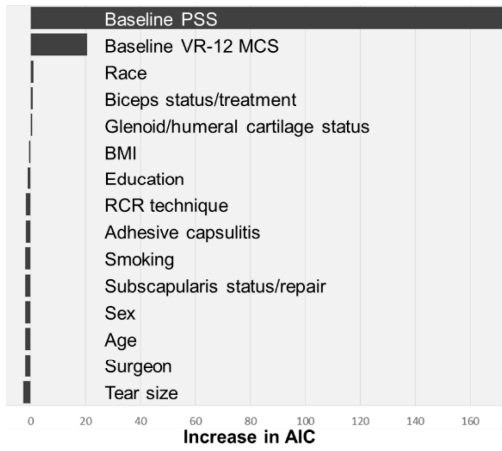 Baseline PSS
Baseline VR-12 MCS
Race
Biceps status/treatment
Glenoid/humeral cartilage status
BMI
Education
RCR technique
Adhesive capsulitis
Smoking
Subscapularis status/repair
Sex
Age
Surgeon
Tear size
0 20 40 60 80 100 120 140 160
Increase in AIC